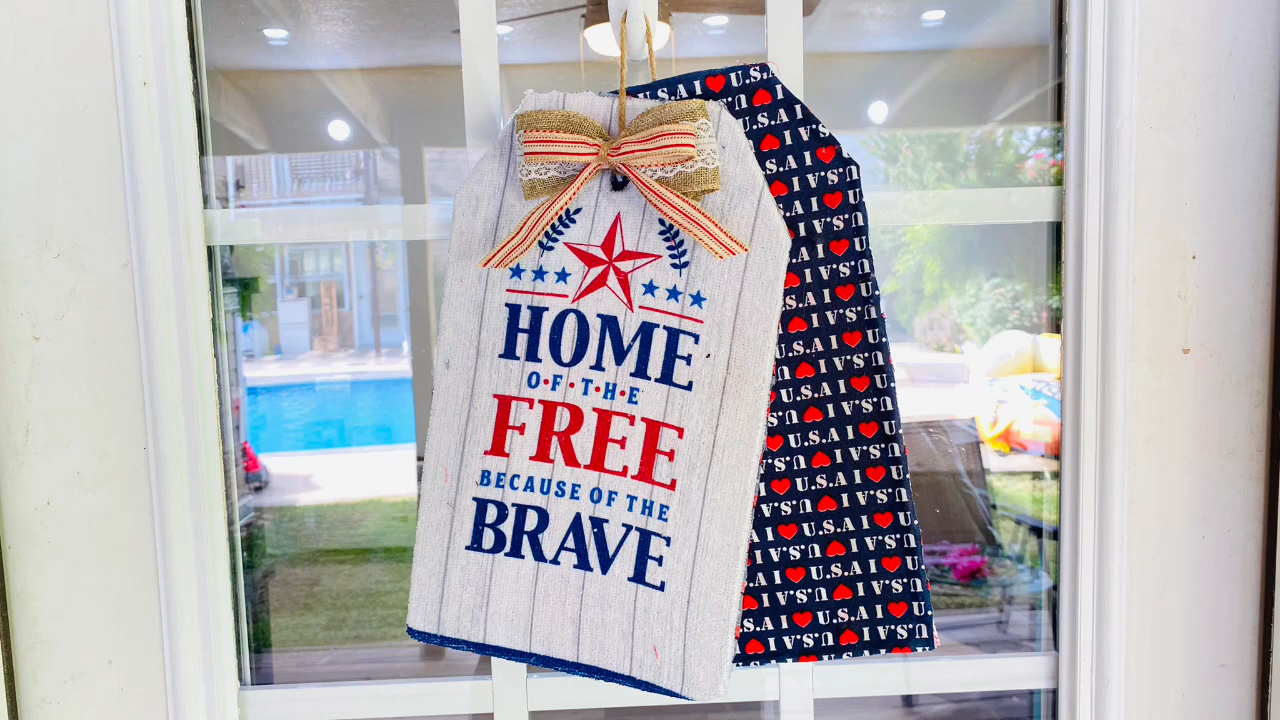 HOME
OF·THE
FREE
BECAUSE OF THE
BRAVE
U.S.A I ♥ U.S.A
I ♥ U.S.A I ♥ U.S.A